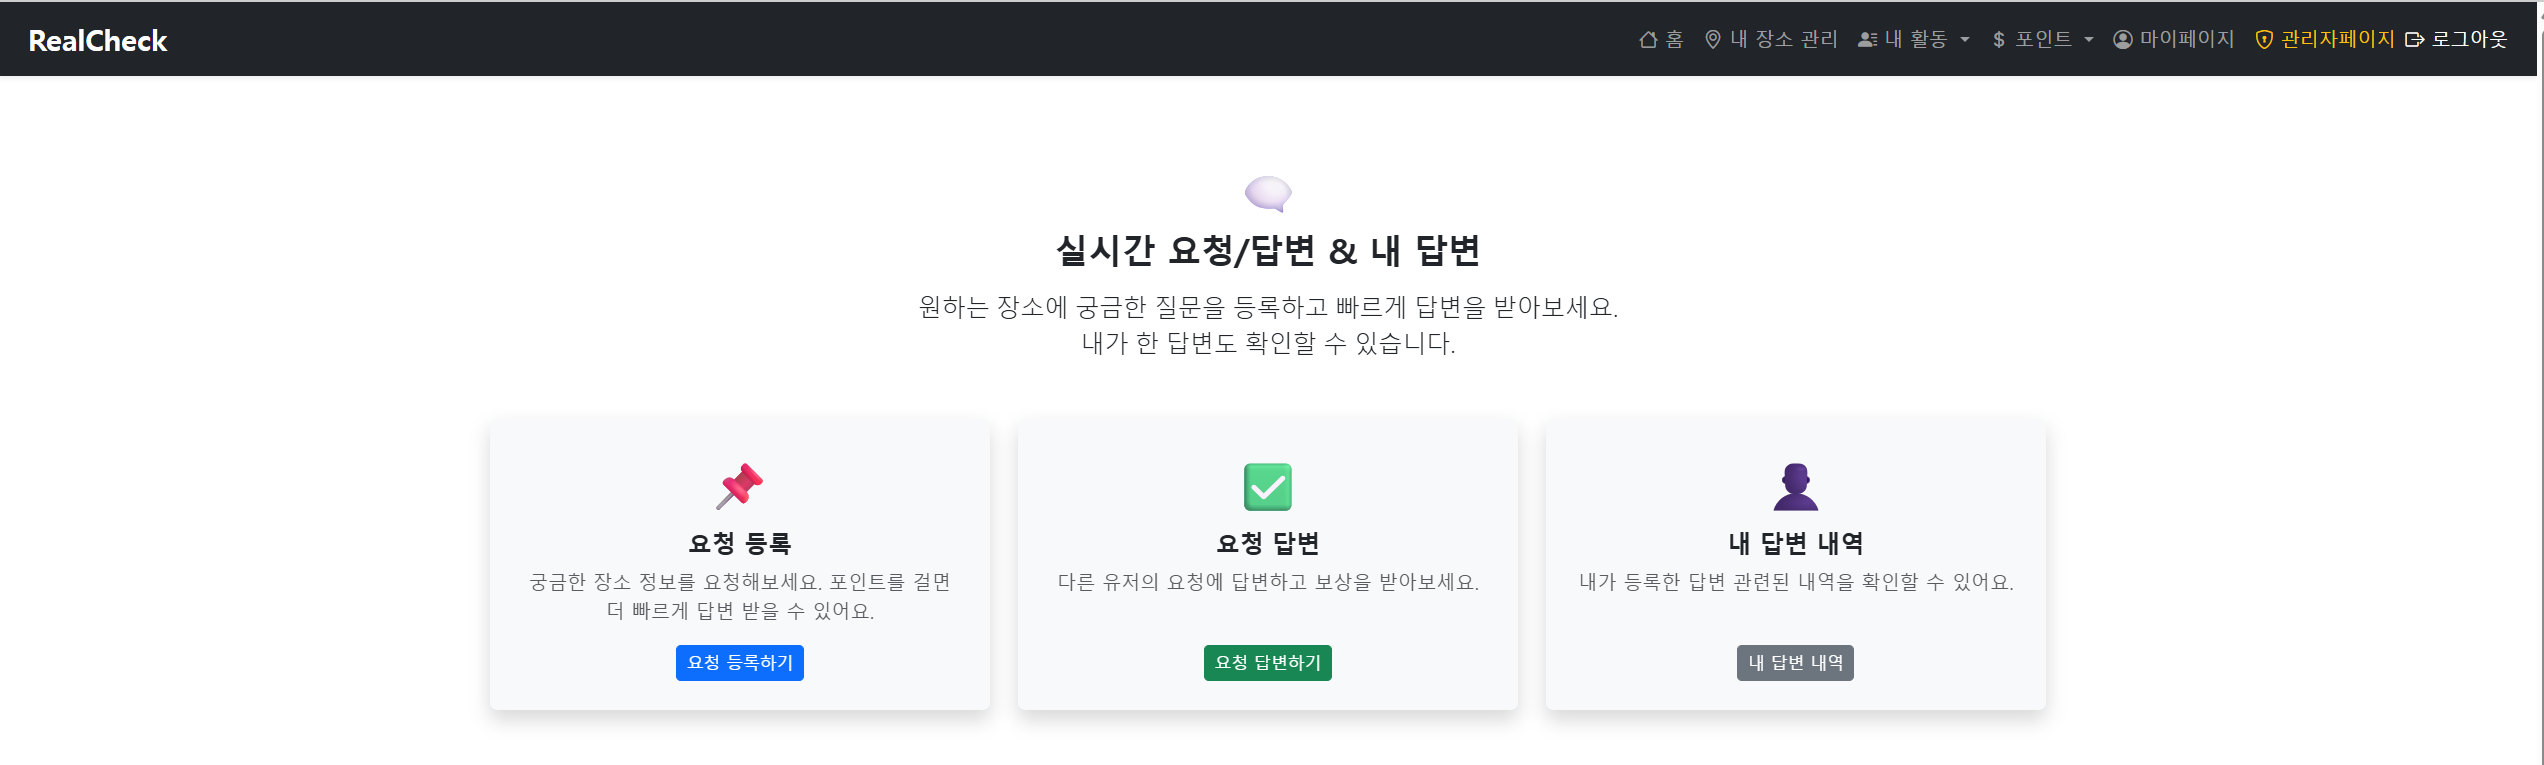 RealCheck
홈
내 장소 관리
내 활동
$ 포인트
마이페이지
관리자페이지
로그아웃
실시간 요청/답변 & 내 답변
원하는 장소에 궁금한 질문을 등록하고 빠르게 답변을 받아보세요.
내가 한 답변도 확인할 수 있습니다.
요청 등록
궁금한 장소 정보를 요청해보세요. 포인트를 걸면
더 빠르게 답변 받을 수 있어요.
요청 등록하기
요청 답변
다른 유저의 요청에 답변하고 보상을 받아보세요.
요청 답변하기
내 답변 내역
내가 등록한 답변 관련된 내역을 확인할 수 있어요.
내 답변 내역